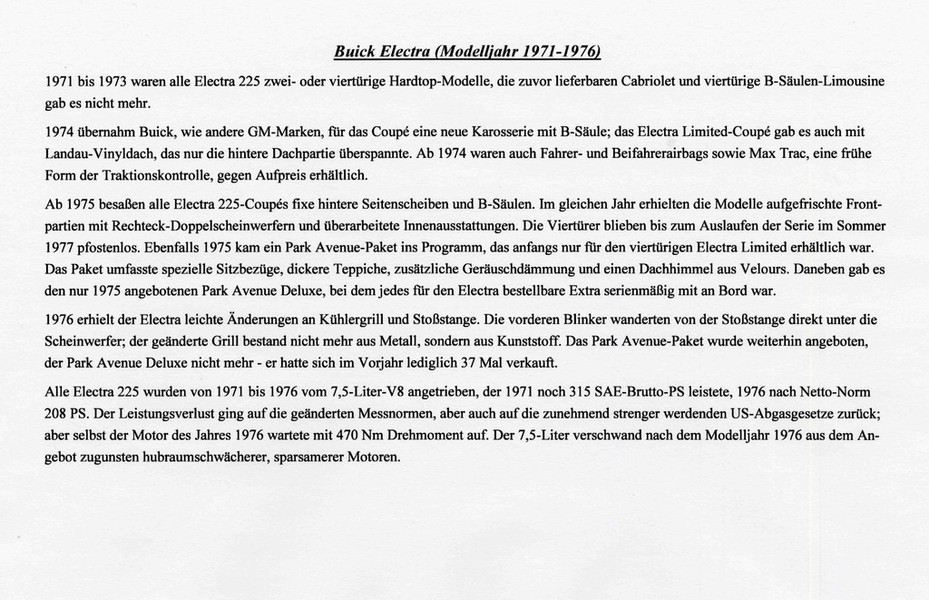 Buick Electra (Modelljahr 1971-1976)
1971 bis 1973 waren alle Electra 225 zwei- oder viertürige Hardtop-Modelle, die zuvor lieferbaren Cabriolet und viertürige B-Säulen-Limousine
gab es nicht mehr.
1974 übernahm Buick, wie andere GM-Marken, für das Coupé eine neue Karosserie mit B-Säule; das Electra Limited-Coupé gab es auch mit
Landau-Vinyldach, das nur die hintere Dachpartie überspannte. Ab 1974 waren auch Fahrer- und Beifahrerairbags sowie Max Trac, eine frühe
Form der Traktionskontrolle, gegen Aufpreis erhältlich.
Ab 1975 besaßen alle Electra 225-Coupés fixe hintere Seitenscheiben und B-Säulen. Im gleichen Jahr erhielten die Modelle aufgefrischte Front-
partien mit Rechteck-Doppelscheinwerfern und überarbeitete Innenausstattungen. Die Viertürer blieben bis zum Auslaufen der Serie im Sommer
1977 pfostenlos. Ebenfalls 1975 kam ein Park Avenue-Paket ins Programm, das anfangs nur für den viertürigen Electra Limited erhältlich war.
Das Paket umfasste spezielle Sitzbezüge, dickere Teppiche, zusätzliche Geräuschdämmung und einen Dachhimmel aus Velours. Daneben gab es
den nur 1975 angebotenen Park Avenue Deluxe, bei dem jedes für den Electra bestellbare Extra serienmäßig mit an Bord war.
1976 erhielt der Electra leichte Änderungen an Kühlergrill und Stoßstange. Die vorderen Blinker wanderten von der Stoßstange direkt unter die
Scheinwerfer; der geänderte Grill bestand nicht mehr aus Metall, sondern aus Kunststoff. Das Park Avenue-Paket wurde weiterhin angeboten,
der Park Avenue Deluxe nicht mehr - er hatte sich im Vorjahr lediglich 37 Mal verkauft.
Alle Electra 225 wurden von 1971 bis 1976 vom 7,5-Liter-V8 angetrieben, der 1971 noch 315 SAE-Brutto-PS leistete, 1976 nach Netto-Norm
208 PS. Der Leistungsverlust ging auf die geänderten Messnormen, aber auch auf die zunehmend strenger werdenden US-Abgasgesetze zurück;
aber selbst der Motor des Jahres 1976 wartete mit 470 Nm Drehmoment auf. Der 7,5-Liter verschwand nach dem Modelljahr 1976 aus dem An-
gebot zugunsten hubraumschwächerer, sparsamerer Motoren.